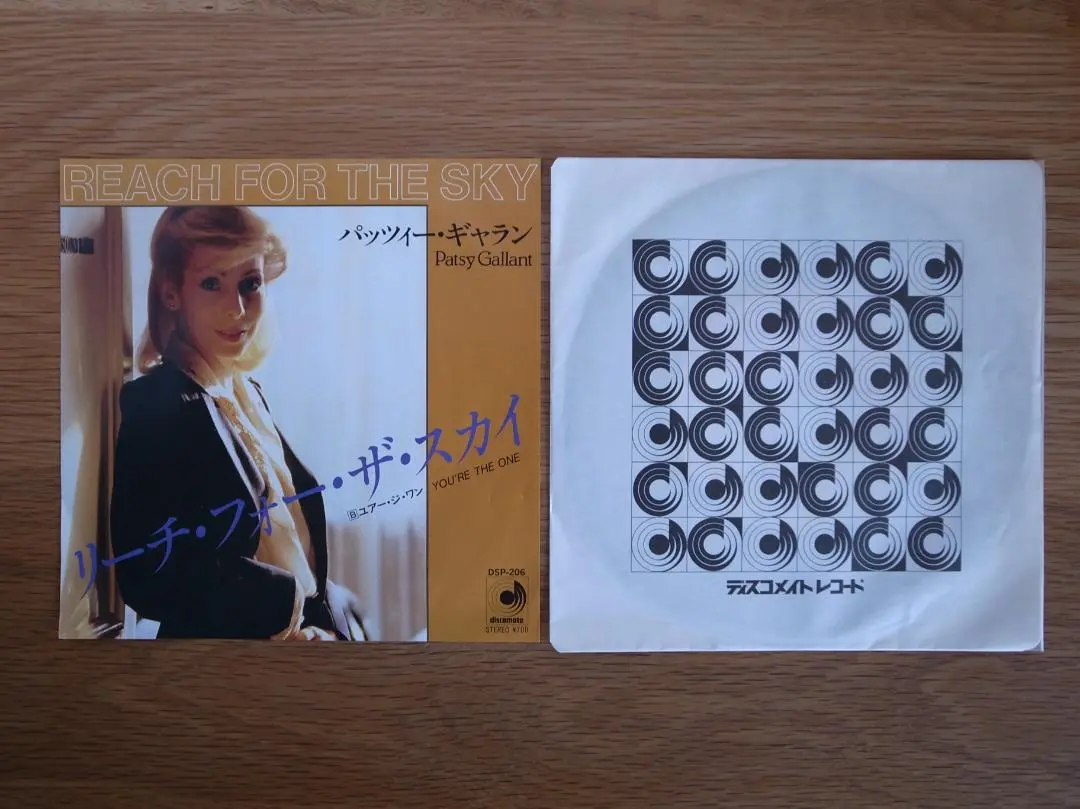 REACH FOR THE SKY
パッツィー・ギャラン
Patsy Gallant
リーチ・フォー・ザ・スカイ
Bユアー・ジ・ワン YOU'RE THE ONE
DSP-206
discomate
STEREO ¥700
ディスコメイトレコード